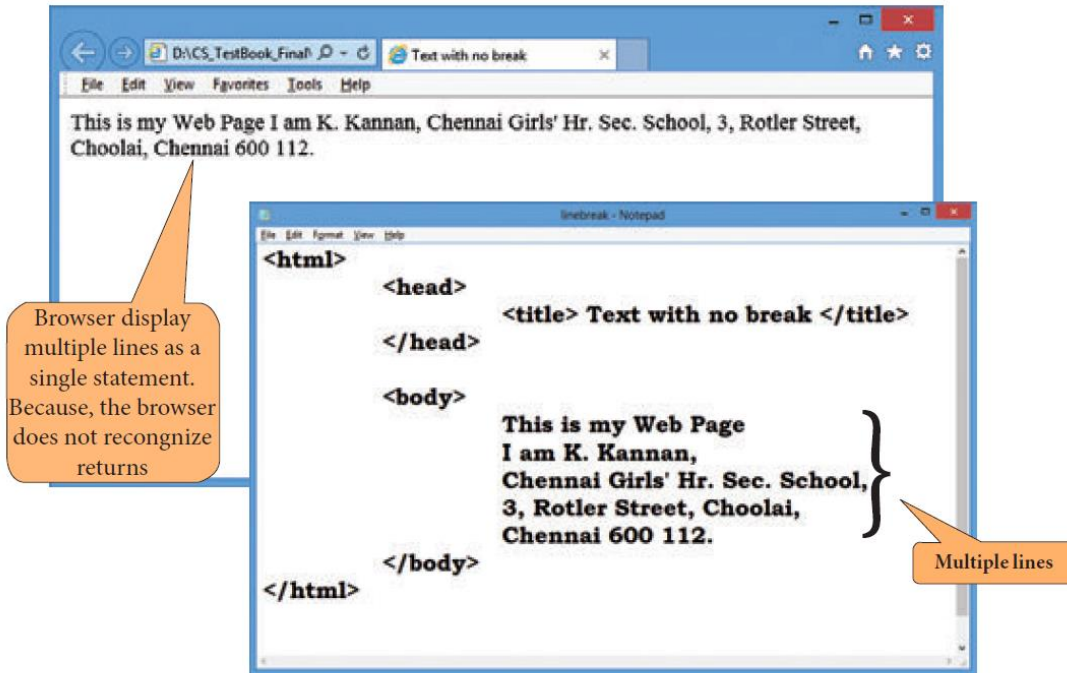 D:\CS_TestBook_Final\
Text with no break
File Edit View Favorites Tools Help
This is my Web Page I am K. Kannan, Chennai Girls' Hr. Sec. School, 3, Rotler Street,
Choolai, Chennai 600 112.
Browser display
multiple lines as a
single statement.
Because, the browser
does not recongnize
returns
linebreak - Notepad
File Edit Format View Help
<html>
<head>
<title> Text with no break </title>
</head>
<body>
This is my Web Page
I am K. Kannan,
Chennai Girls' Hr. Sec. School,
3, Rotler Street, Choolai,
Chennai 600 112.
</body>
</html>
Multiple lines